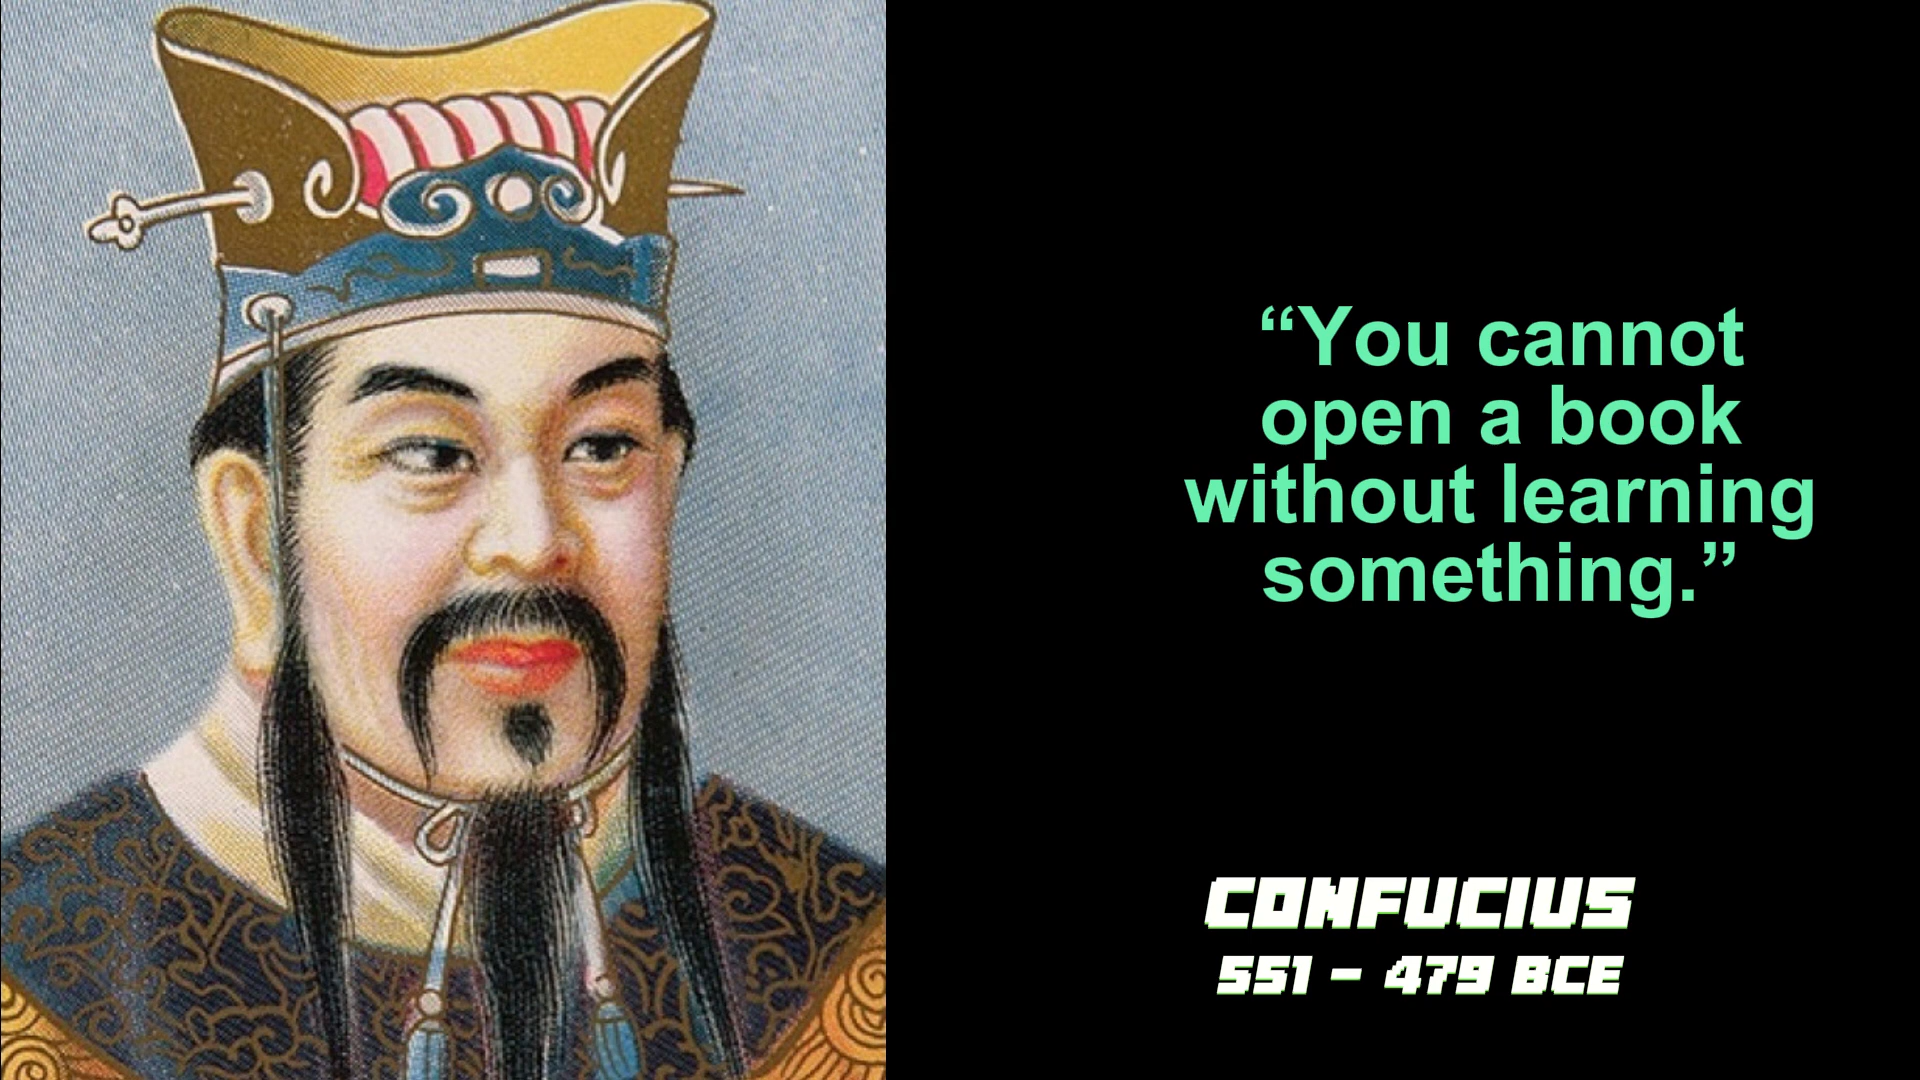 “You cannot
open a book
without learning
something.”
CONFUCIUS
551 – 479 BCE